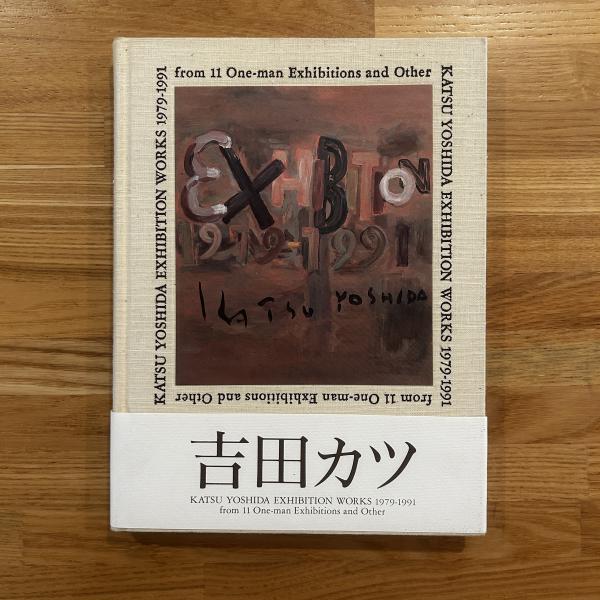 from 11 One-man Exhibitions and Other
KATSU YOSHIDA EXHIBITION WORKS 1979-1991
KATSU YOSHIDA EXHIBITION WORKS 1979-1991
EXHIBITION
1979-1991
KATSU YOSHIDA
from 11 One-man Exhibitions and Other
吉田カツ
KATSU YOSHIDA EXHIBITION WORKS 1979-1991
from 11 One-man Exhibitions and Other